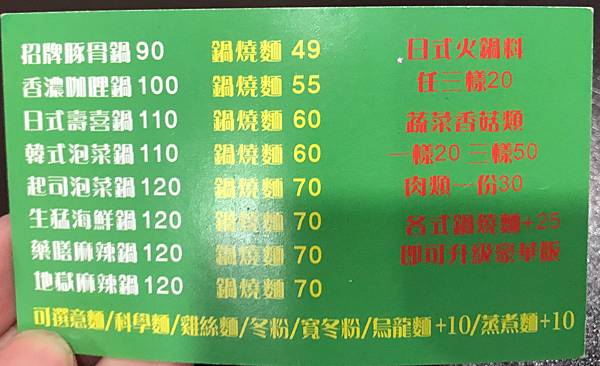 招牌豚骨鍋 90 鍋燒麵 49
香濃咖哩鍋 100 鍋燒麵 55
日式壽喜鍋 110 鍋燒麵 60
韓式泡菜鍋 110 鍋燒麵 60
起司泡菜鍋 120 鍋燒麵 70
生猛海鮮鍋 120 鍋燒麵 70
藥膳麻辣鍋 120 鍋燒麵 70
地獄麻辣鍋 120 鍋燒麵 70
日式火鍋料
任三樣20
蔬菜香菇類
一樣20 三樣50
肉類一份30
各式鍋燒麵+25
即可升級豪華版
可選意麵/科學麵/雞絲麵/冬粉/寬冬粉/烏龍麵+10/蒸煮麵+10